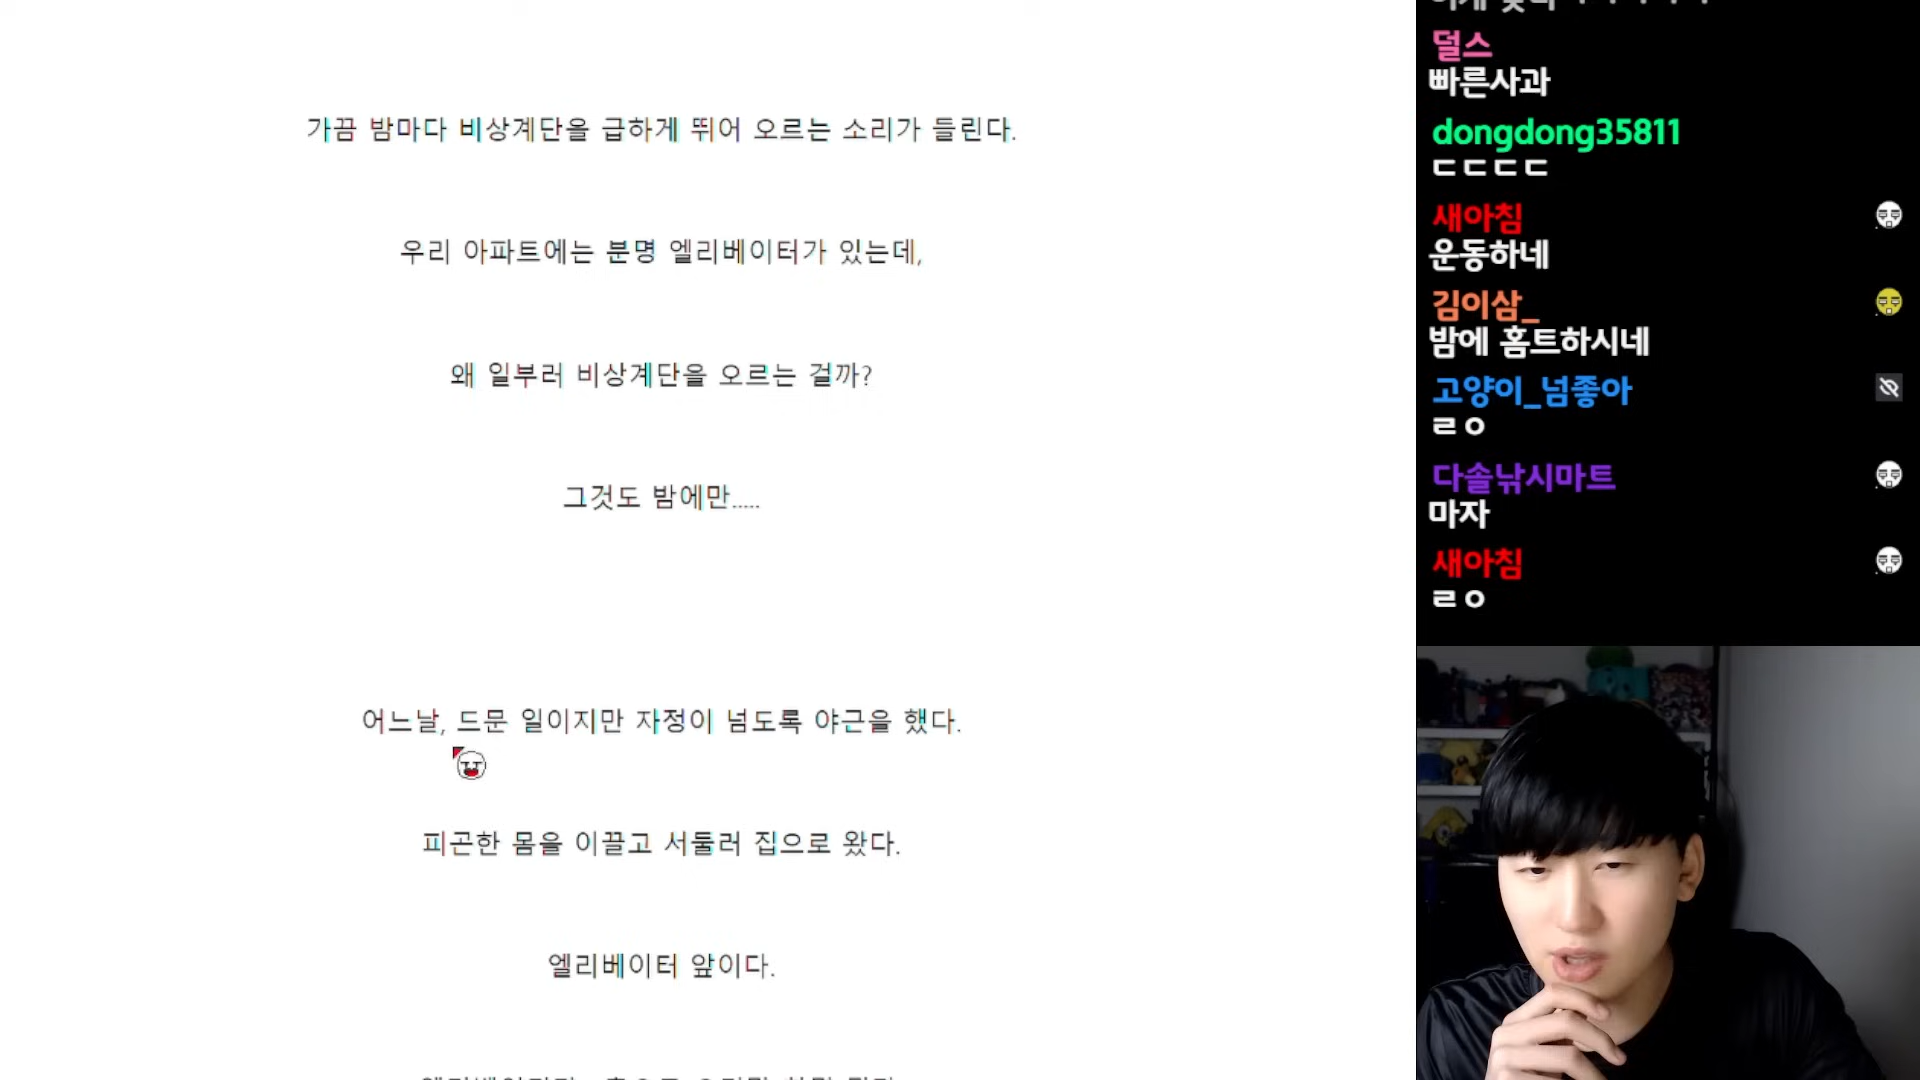 가끔 밤마다 비상계단을 급하게 뛰어 오르는 소리가 들린다.
우리 아파트에는 분명 엘리베이터가 있는데,
왜 일부러 비상계단을 오르는 걸까?
그것도 밤에만.....
어느날, 드문 일이지만 자정이 넘도록 야근을 했다.
피곤한 몸을 이끌고 서둘러 집으로 왔다.
엘리베이터 앞이다.
덜스
빠른사과
dongdong35811
ㄷㄷㄷㄷ
새아침
운동하네
김이삼_
밤에 홈트하시네
고양이_넘좋아
ㄹㅇ
다솔낚시마트
마자
새아침
ㄹㅇ